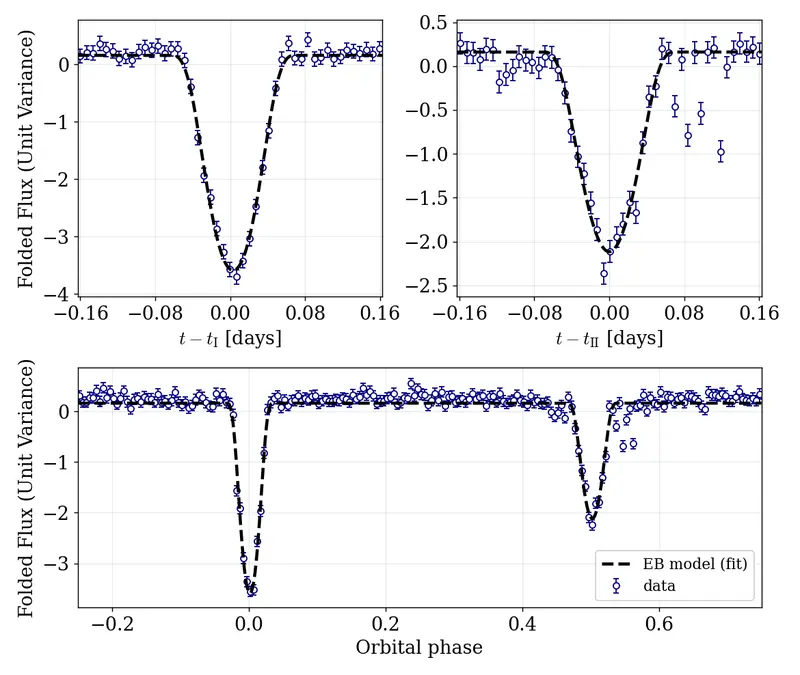 Folded Flux (Unit Variance)
0
−1
−2
−3
−4
−0.16 −0.08 0.00 0.08 0.16
t − tI [days]
0.5
0.0
−0.5
−1.0
−1.5
−2.0
−2.5
−0.16 −0.08 0.00 0.08 0.16
t − tII [days]
Folded Flux (Unit Variance)
0
−1
−2
−3
−0.2 0.0 0.2 0.4 0.6
Orbital phase
EB model (fit)
data